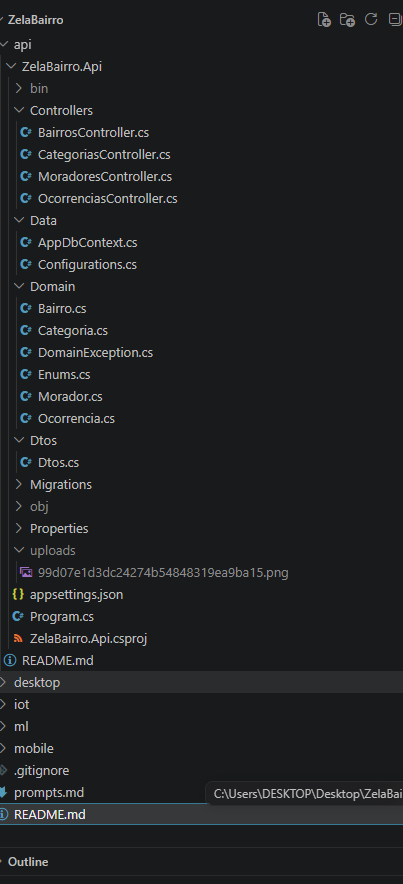 ZelaBairro
api
ZelaBairro.Api
bin
Controllers
C# BairrosController.cs
C# CategoriasController.cs
C# MoradoresController.cs
C# OcorrenciasController.cs
Data
C# AppDbContext.cs
C# Configurations.cs
Domain
C# Bairro.cs
C# Categoria.cs
C# DomainException.cs
C# Enums.cs
C# Morador.cs
C# Ocorrencia.cs
Dtos
C# Dtos.cs
Migrations
obj
Properties
uploads
99d07e1d3dc24274b54848319ea9ba15.png
{} appsettings.json
C# Program.cs
ZelaBairro.Api.csproj
README.md
desktop
iot
ml
mobile
.gitignore
prompts.md
C:\Users\DESKTOP\Desktop\ZelaBai
README.md
Outline